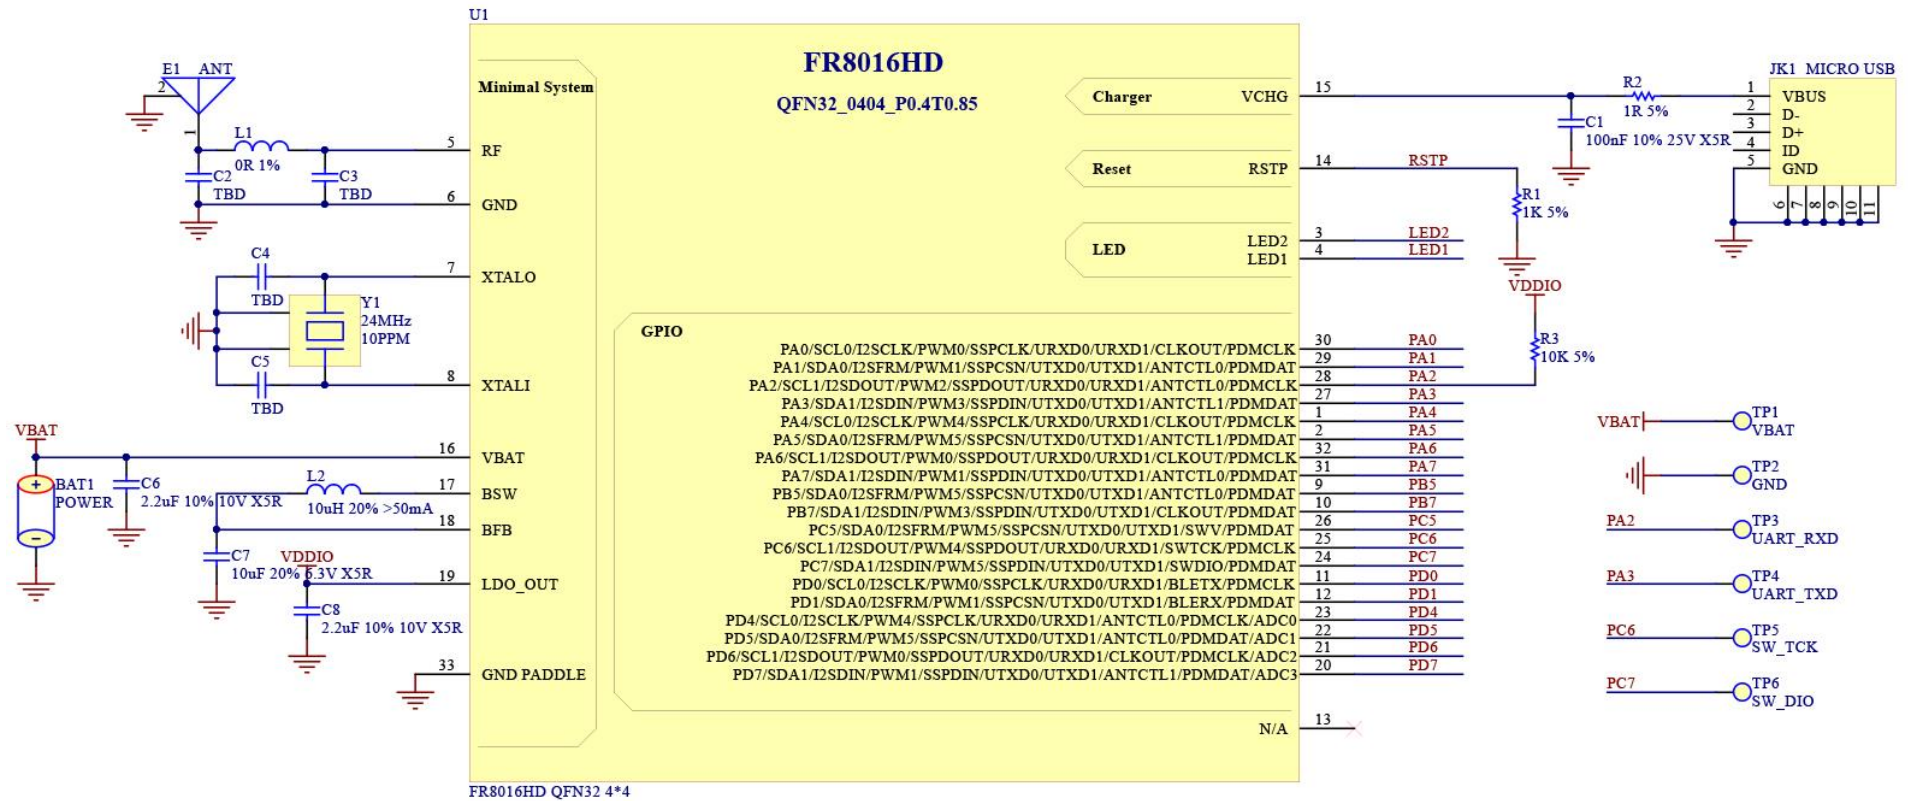 U1
FR8016HD
QFN32_0404_P0.4T0.85
Minimal System
E1 ANT
2
1
L1
0R 1%
C2
TBD
C3
TBD
5 RF
6 GND
C4
TBD
Y1
24MHz
10PPM
C5
TBD
7 XTALO
8 XTALI
VBAT
BAT1
POWER
C6
2.2uF 10% 10V X5R
16 VBAT
L2
10uH 20% >50mA
17 BSW
18 BFB
C7
10uF 20% 6.3V X5R
VDDIO
19 LDO_OUT
C8
2.2uF 10% 10V X5R
33 GND PADDLE
Charger VCHG 15
Reset RSTP 14 RSTP
LED
LED2 3 LED2
LED1 4 LED1
R2
1R 5%
C1
100nF 10% 25V X5R
JK1 MICRO USB
1 VBUS
2 D-
3 D+
4 ID
5 GND
6 7 8 9 10 11
R1
1K 5%
VDDIO
R3
10K 5%
GPIO
PA0/SCL0/I2SCLK/PWM0/SSPCLK/URXD0/URXD1/CLKOUT/PDMCLK 30 PA0
PA1/SDA0/I2SFRM/PWM1/SSPCSN/UTXD0/UTXD1/ANTCTL0/PDMDAT 29 PA1
PA2/SCL1/I2SDOUT/PWM2/SSPDOUT/URXD0/URXD1/ANTCTL0/PDMCLK 28 PA2
PA3/SDA1/I2SDIN/PWM3/SSPDIN/UTXD0/UTXD1/ANTCTL1/PDMDAT 27 PA3
PA4/SCL0/I2SCLK/PWM4/SSPCLK/URXD0/URXD1/CLKOUT/PDMCLK 1 PA4
PA5/SDA0/I2SFRM/PWM5/SSPCSN/UTXD0/UTXD1/ANTCTL1/PDMDAT 2 PA5
PA6/SCL1/I2SDOUT/PWM0/SSPDOUT/URXD0/URXD1/CLKOUT/PDMCLK 32 PA6
PA7/SDA1/I2SDIN/PWM1/SSPDIN/UTXD0/UTXD1/ANTCTL0/PDMDAT 31 PA7
PB5/SDA0/I2SFRM/PWM5/SSPCSN/UTXD0/UTXD1/ANTCTL0/PDMDAT 9 PB5
PB7/SDA1/I2SDIN/PWM3/SSPDIN/UTXD0/UTXD1/CLKOUT/PDMDAT 10 PB7
PC5/SDA0/I2SFRM/PWM5/SSPCSN/UTXD0/UTXD1/SWV/PDMDAT 26 PC5
PC6/SCL1/I2SDOUT/PWM4/SSPDOUT/URXD0/URXD1/SWTCK/PDMCLK 25 PC6
PC7/SDA1/I2SDIN/PWM5/SSPDIN/UTXD0/UTXD1/SWDIO/PDMDAT 24 PC7
PD0/SCL0/I2SCLK/PWM0/SSPCLK/URXD0/URXD1/BLETX/PDMCLK 11 PD0
PD1/SDA0/I2SFRM/PWM1/SSPCSN/UTXD0/UTXD1/BLERX/PDMDAT 12 PD1
PD4/SCL0/I2SCLK/PWM4/SSPCLK/URXD0/URXD1/ANTCTL0/PDMCLK/ADC0 23 PD4
PD5/SDA0/I2SFRM/PWM5/SSPCSN/UTXD0/UTXD1/ANTCTL0/PDMDAT/ADC1 22 PD5
PD6/SCL1/I2SDOUT/PWM0/SSPDOUT/URXD0/URXD1/CLKOUT/PDMCLK/ADC2 21 PD6
PD7/SDA1/I2SDIN/PWM1/SSPDIN/UTXD0/UTXD1/ANTCTL1/PDMDAT/ADC3 20 PD7
N/A 13
VBAT TP1
VBAT
TP2
GND
PA2 TP3
UART_RXD
PA3 TP4
UART_TXD
PC6 TP5
SW_TCK
PC7 TP6
SW_DIO
FR8016HD QFN32 4*4